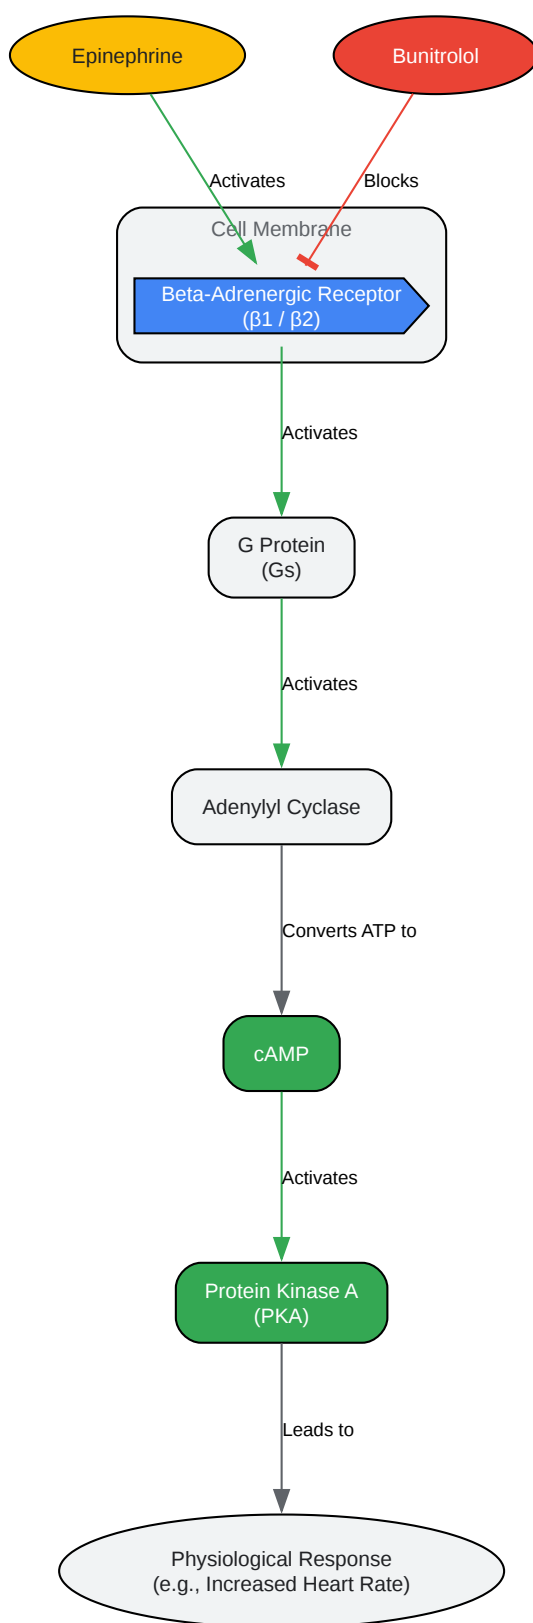 Epinephrine
Bunitrolol
Activates
Blocks
Cell Membrane
Beta-Adrenergic Receptor
(β1 / β2)
Activates
G Protein
(Gs)
Activates
Adenylyl Cyclase
Converts ATP to
cAMP
Activates
Protein Kinase A
(PKA)
Leads to
Physiological Response
(e.g., Increased Heart Rate)